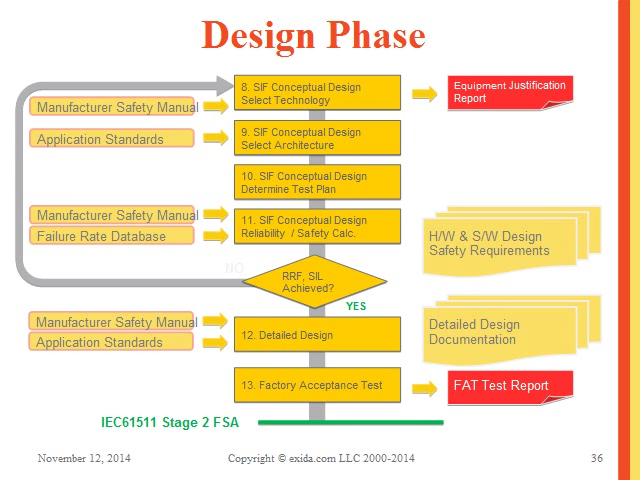 Design Phase
8. SIF Conceptual Design
Select Technology
Equipment Justification
Report
Manufacturer Safety Manual
9. SIF Conceptual Design
Select Architecture
Application Standards
10. SIF Conceptual Design
Determine Test Plan
Manufacturer Safety Manual
11. SIF Conceptual Design
Reliability / Safety Calc.
Failure Rate Database
H/W & S/W Design
Safety Requirements
NO
RRF, SIL
Achieved?
YES
Manufacturer Safety Manual
Application Standards
12. Detailed Design
Detailed Design
Documentation
13. Factory Acceptance Test
FAT Test Report
IEC61511 Stage 2 FSA
November 12, 2014
Copyright © exida.com LLC 2000-2014
36